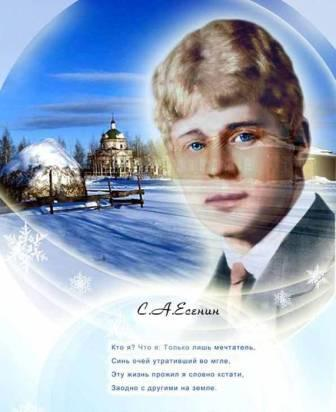 С.А.Есенин
Кто я? Что я: Только лишь мечтатель,
Синь очей утративший во мгле,
Эту жизнь прожил я словно кстати,
Заодно с другими на земле.